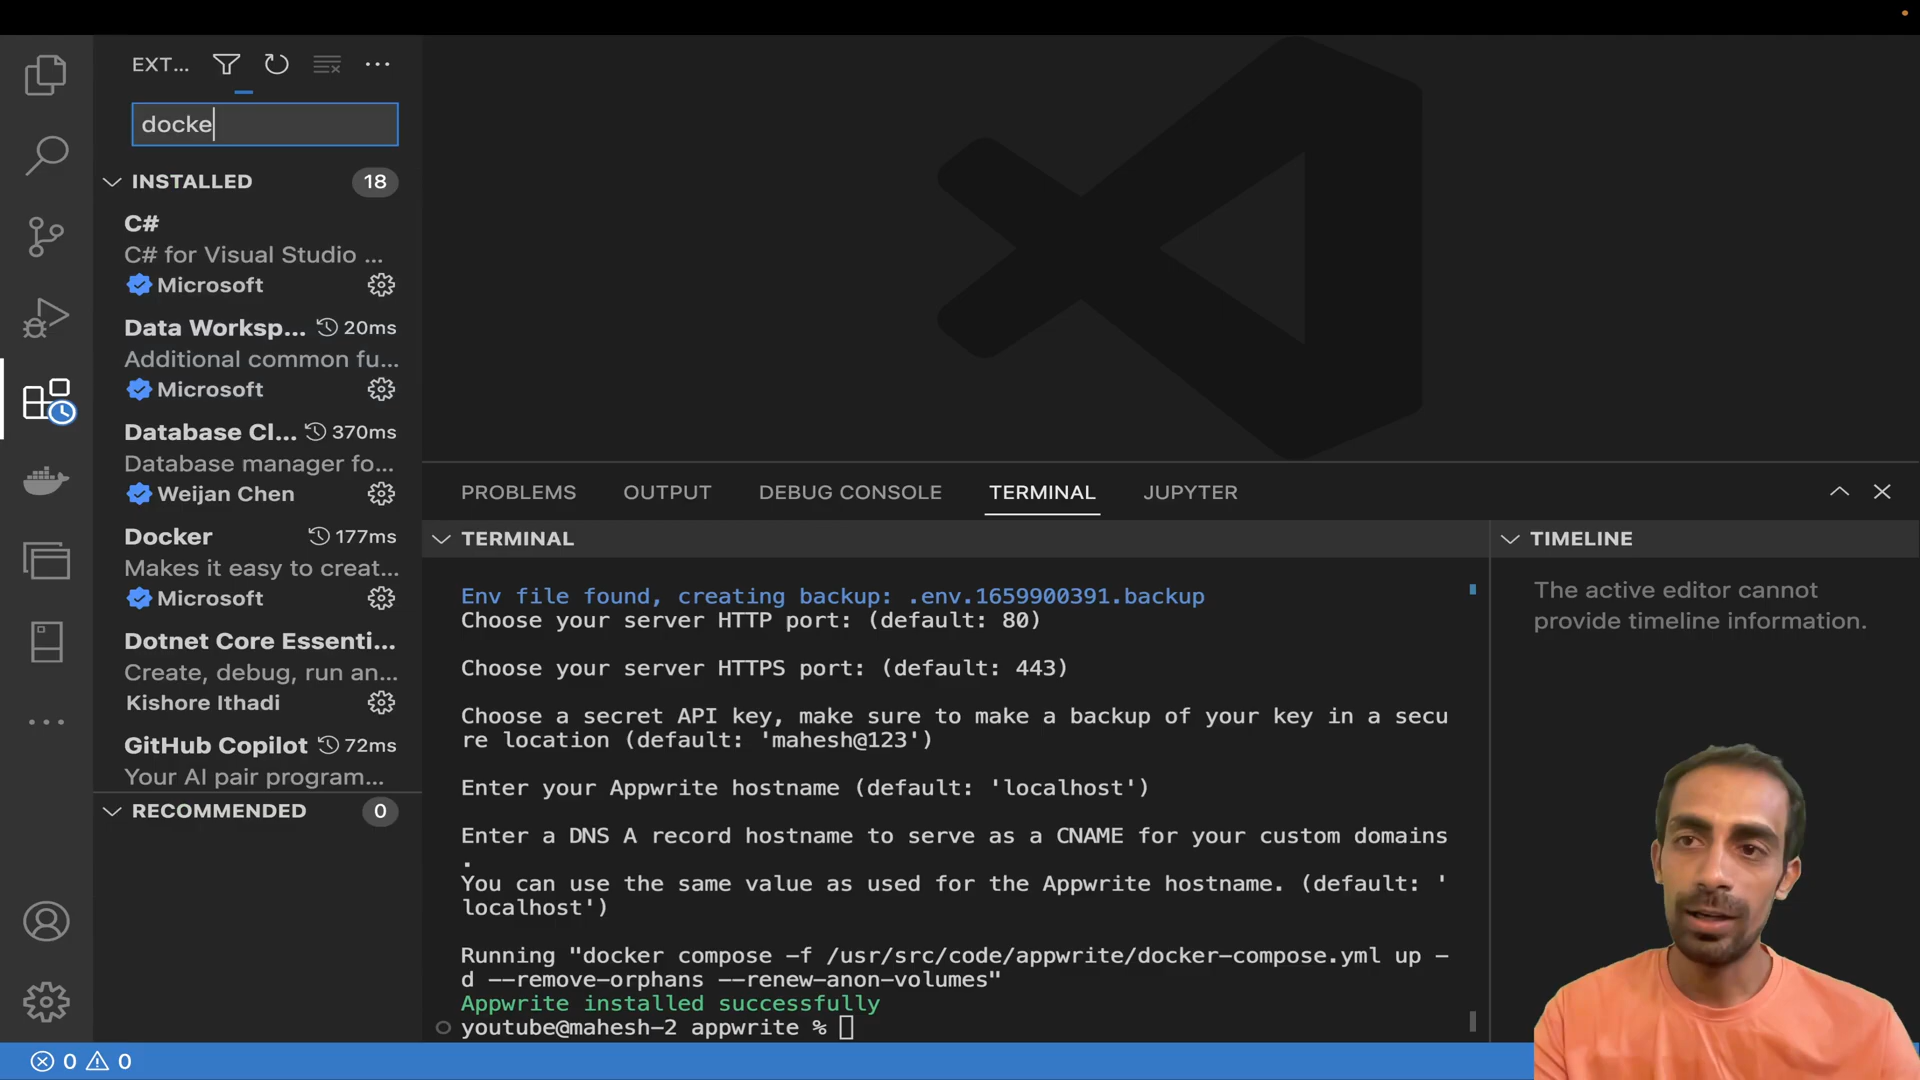 EXT...
docke
INSTALLED 18
C#
C# for Visual Studio ...
Microsoft
Data Worksp... 20ms
Additional common fu...
Microsoft
Database Cl... 370ms
Database manager fo...
Weijan Chen
Docker 177ms
Makes it easy to creat...
Microsoft
Dotnet Core Essenti...
Create, debug, run an...
Kishore Ithadi
GitHub Copilot 72ms
Your AI pair program...
RECOMMENDED 0
PROBLEMS OUTPUT DEBUG CONSOLE TERMINAL JUPYTER
TERMINAL
Env file found, creating backup: .env.1659900391.backup
Choose your server HTTP port: (default: 80)
Choose your server HTTPS port: (default: 443)
Choose a secret API key, make sure to make a backup of your key in a secu
re location (default: 'mahesh@123')
Enter your Appwrite hostname (default: 'localhost')
Enter a DNS A record hostname to serve as a CNAME for your custom domains
.
You can use the same value as used for the Appwrite hostname. (default: '
localhost')
Running "docker compose -f /usr/src/code/appwrite/docker-compose.yml up -
d --remove-orphans --renew-anon-volumes"
Appwrite installed successfully
youtube@mahesh-2 appwrite %
TIMELINE
The active editor cannot
provide timeline information.
0 0